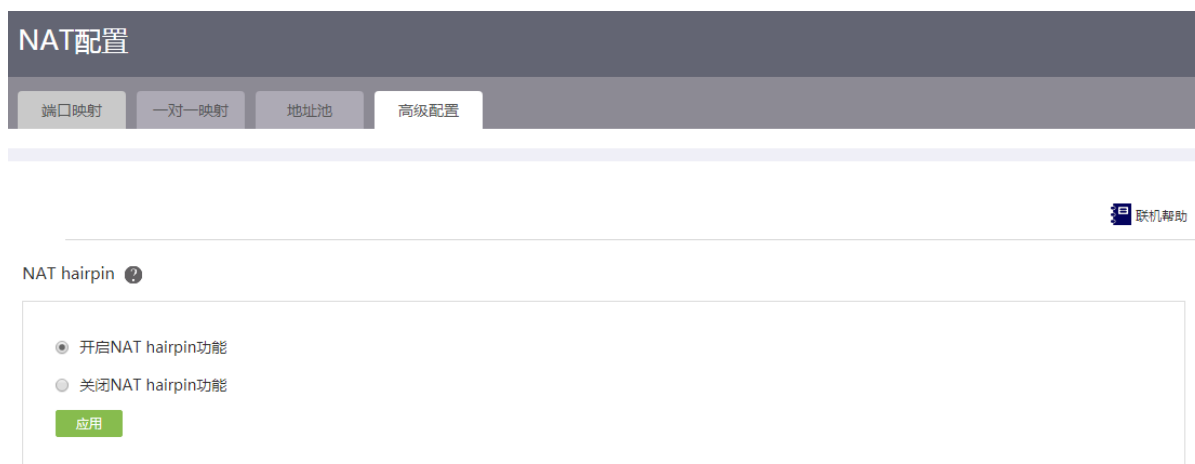 NAT配置
端口映射 一对一映射 地址池 高级配置
联机帮助
NAT hairpin ?
开启NAT hairpin功能
关闭NAT hairpin功能
应用